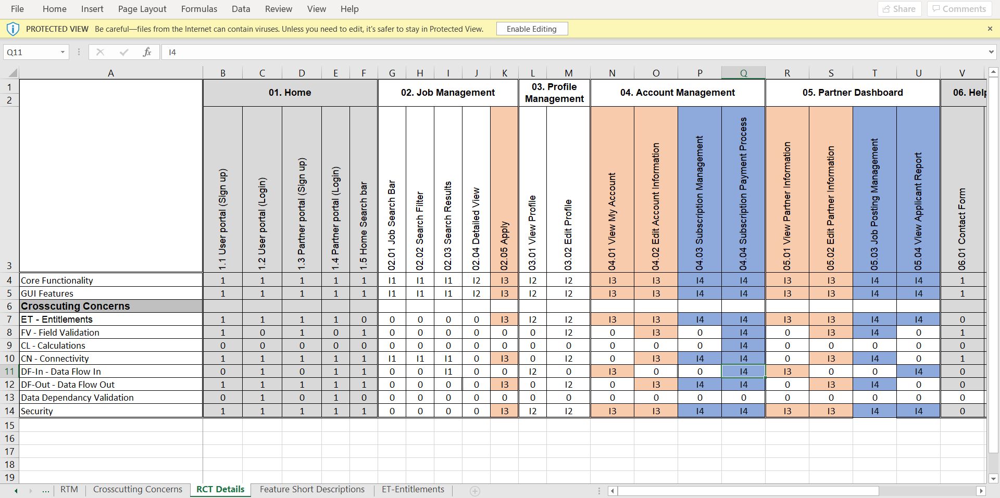 File Home Insert Page Layout Formulas Data Review View Help Share Comments
PROTECTED VIEW Be careful—files from the Internet can contain viruses. Unless you need to edit, it's safer to stay in Protected View. Enable Editing
Q11 fx I4
A B C D E F G H I J K L M N O P Q R S T U V
1 2 01. Home 02. Job Management 03. Profile Management 04. Account Management 05. Partner Dashboard 06. Help
3
1.1 User portal (Sign up)
1.2 User portal (Login)
1.3 Partner portal (Sign up)
1.4 Partner portal (Login)
1.5 Home Search bar
02.01 Job Search Bar
02.02 Search Filter
02.03 Search Results
02.04 Detailed View
02.05 Apply
03.01 View Profile
03.02 Edit Profile
04.01 View My Account
04.02 Edit Account Information
04.03 Subscription Management
04.04 Subscription Payment Process
05.01 View Partner Information
05.02 Edit Partner Information
05.03 Job Posting Management
05.04 View Applicant Report
06.01 Contact Form
4 Core Functionality 1 1 1 1 1 I1 I1 I1 I2 I3 I2 I2 I3 I3 I4 I4 I3 I3 I4 I4 1
5 GUI Features 1 1 1 1 1 I1 I1 I1 I2 I3 I2 I2 I3 I3 I4 I4 I3 I3 I4 I4 1
6 Crosscuting Concerns
7 ET - Entitlements 1 1 1 1 0 0 0 0 0 I3 I2 I2 I3 I3 I4 I4 I3 I3 I4 I4 0
8 FV - Field Validation 1 0 1 0 1 0 0 0 0 0 0 I2 0 I3 0 I4 0 I3 I4 0 1
9 CL - Calculations 0 0 0 0 0 0 0 0 0 0 0 0 0 0 0 I4 0 0 0 0 0
10 CN - Connectivity 1 1 1 1 1 I1 I1 I1 0 I3 0 I2 0 I3 I4 I4 0 I3 I4 0 1
11 DF-In - Data Flow In 0 1 0 1 1 0 0 I1 0 0 I2 0 I3 0 0 I4 I3 0 0 I4 0
12 DF-Out - Data Flow Out 1 1 1 1 1 0 0 0 0 I3 0 I2 0 I3 I4 I4 0 I3 I4 0 0
13 Data Dependancy Validation 0 1 0 1 0 0 0 0 0 0 0 0 0 0 0 0 0 0 0 0 0
14 Security 1 1 1 1 1 0 0 0 0 I3 I2 I2 I3 I3 I4 I4 I3 I3 I4 I4 0
15
16
17
18
19
... RTM Crosscutting Concerns RCT Details Feature Short Descriptions ET-Entitlements